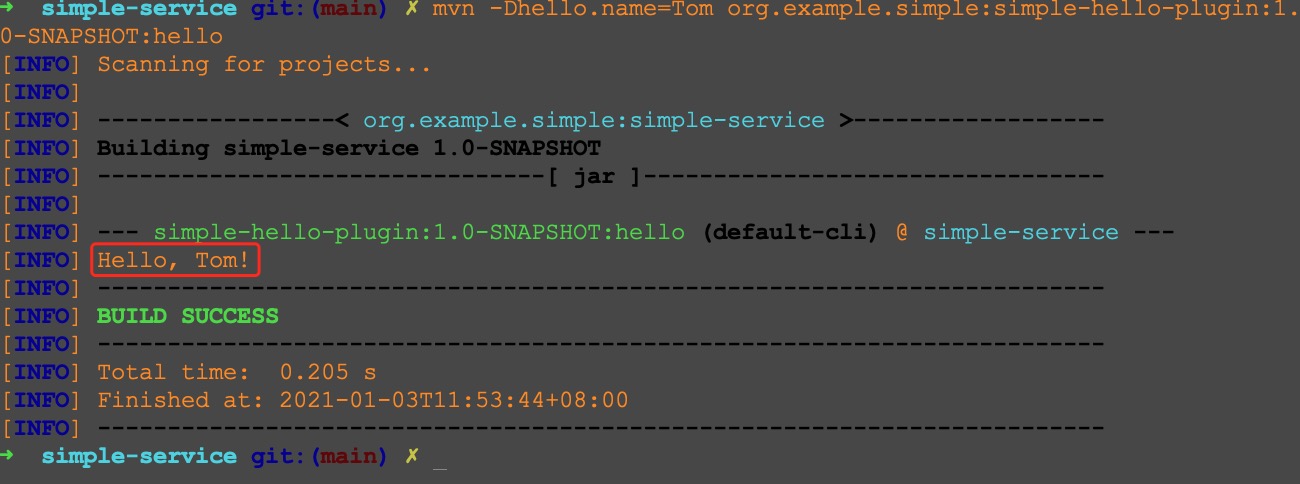 ➜  simple-service git:(main) ✗ mvn -Dhello.name=Tom org.example.simple:simple-hello-plugin:1.
0-SNAPSHOT:hello
[INFO] Scanning for projects...
[INFO]
[INFO] -----------------< org.example.simple:simple-service >------------------
[INFO] Building simple-service 1.0-SNAPSHOT
[INFO] --------------------------------[ jar ]---------------------------------
[INFO]
[INFO] --- simple-hello-plugin:1.0-SNAPSHOT:hello (default-cli) @ simple-service ---
[INFO] Hello, Tom!
[INFO] ------------------------------------------------------------------------
[INFO] BUILD SUCCESS
[INFO] ------------------------------------------------------------------------
[INFO] Total time:  0.205 s
[INFO] Finished at: 2021-01-03T11:53:44+08:00
[INFO] ------------------------------------------------------------------------
➜  simple-service git:(main) ✗ _